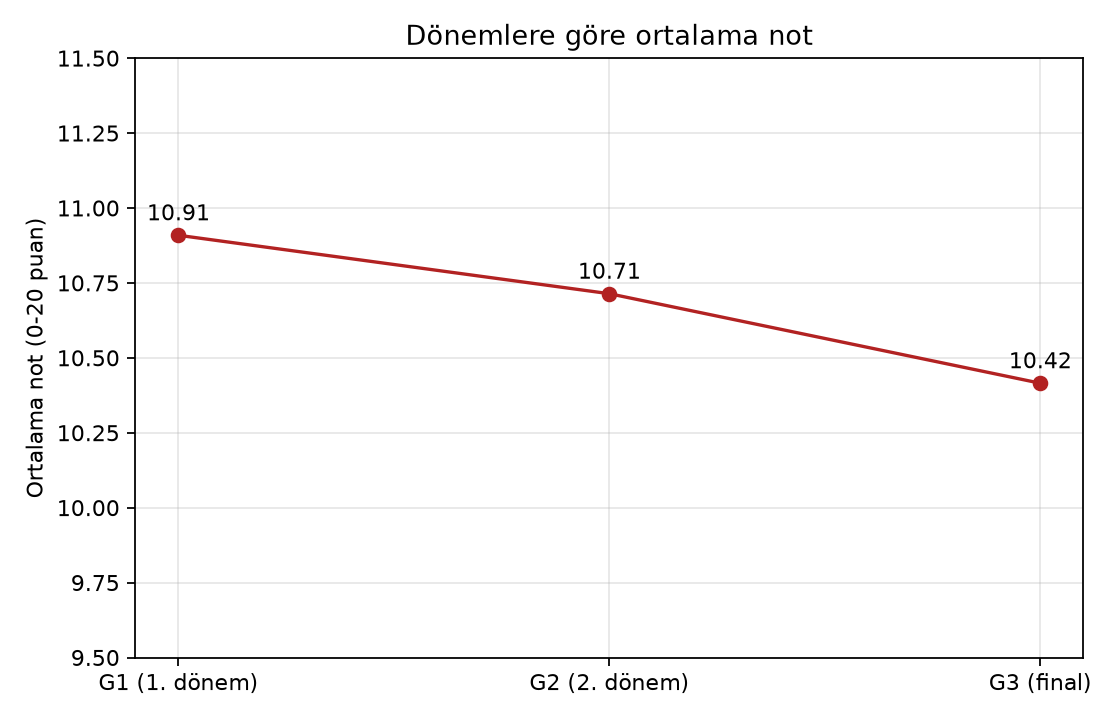 Dönemlere göre ortalama not
Ortalama not (0-20 puan)
11.50
11.25
11.00
10.75
10.50
10.25
10.00
9.75
9.50
10.91
10.71
10.42
G1 (1. dönem)
G2 (2. dönem)
G3 (final)